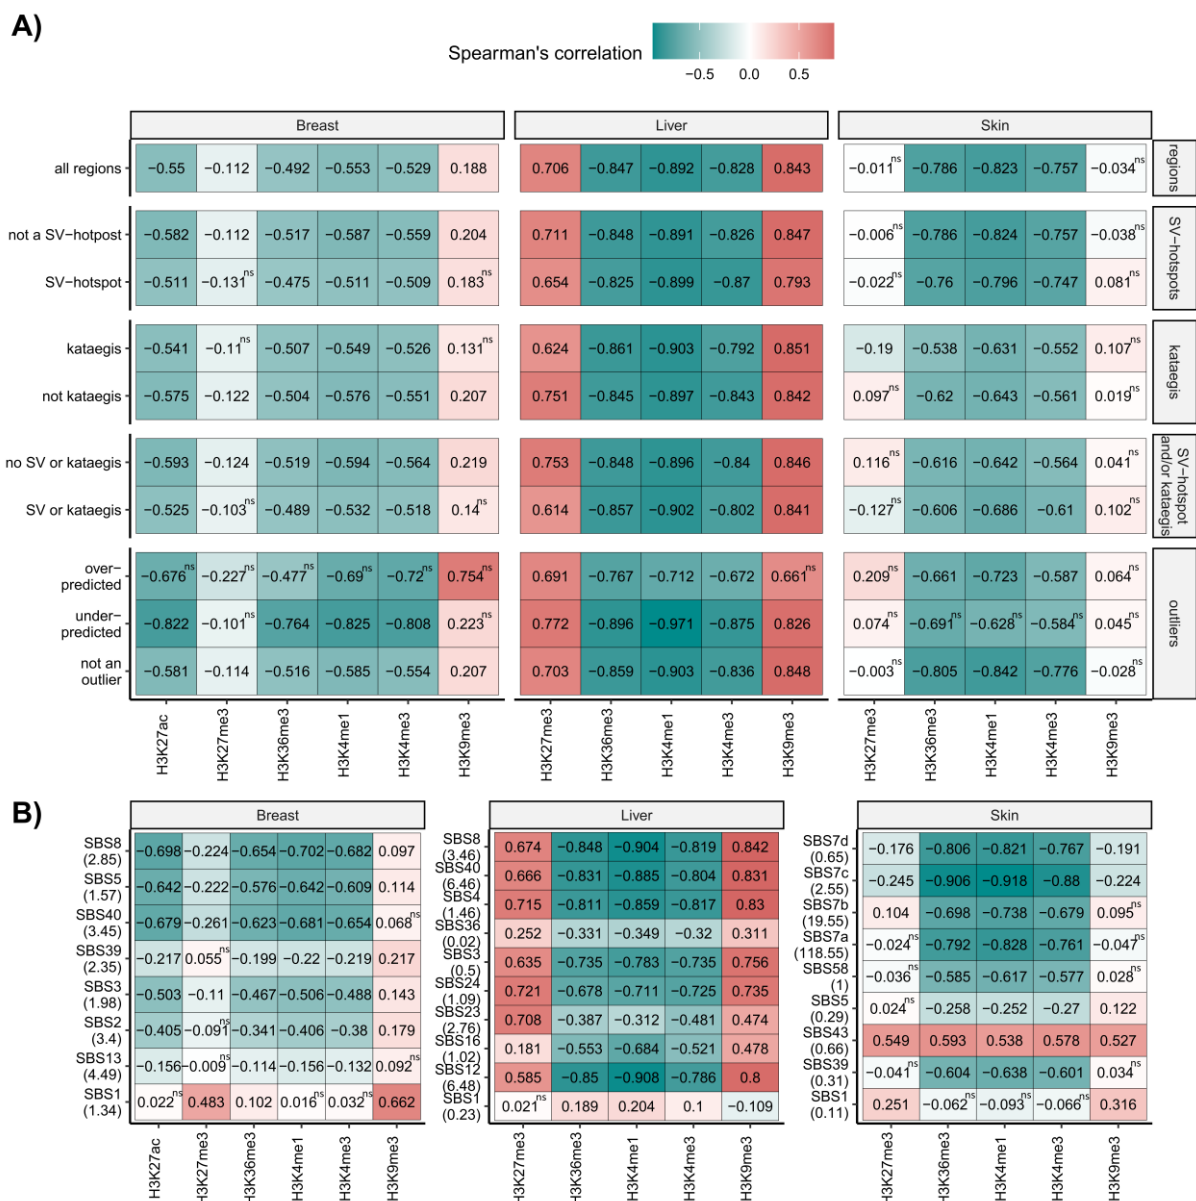 A)
Spearman's correlation
−0.5 0.0 0.5
Breast Liver Skin
all regions −0.55 −0.112 −0.492 −0.553 −0.529 0.188 0.706 −0.847 −0.892 −0.828 0.843 −0.011ns −0.786 −0.823 −0.757 −0.034ns
regions
not a SV−hotpost −0.582 −0.112 −0.517 −0.587 −0.559 0.204 0.711 −0.848 −0.891 −0.826 0.847 −0.006ns −0.786 −0.824 −0.757 −0.038ns
SV−hotspot −0.511 −0.131ns −0.475 −0.511 −0.509 0.183ns 0.654 −0.825 −0.899 −0.87 0.793 −0.022ns −0.76 −0.796 −0.747 0.081ns
SV−hotspots
kataegis −0.541 −0.11ns −0.507 −0.549 −0.526 0.131ns 0.624 −0.861 −0.903 −0.792 0.851 −0.19 −0.538 −0.631 −0.552 0.107ns
not kataegis −0.575 −0.122 −0.504 −0.576 −0.551 0.207 0.751 −0.845 −0.897 −0.843 0.842 0.097ns −0.62 −0.643 −0.561 0.019ns
kataegis
no SV or kataegis −0.593 −0.124 −0.519 −0.594 −0.564 0.219 0.753 −0.848 −0.896 −0.84 0.846 0.116ns −0.616 −0.642 −0.564 0.041ns
SV or kataegis −0.525 −0.103ns −0.489 −0.532 −0.518 0.14ns 0.614 −0.857 −0.902 −0.802 0.841 −0.127ns −0.606 −0.686 −0.61 0.102ns
SV−hotspot
and/or kataegis
over−
predicted −0.676ns −0.227ns −0.477ns −0.69ns −0.72ns 0.754ns 0.691 −0.767 −0.712 −0.672 0.661ns 0.209ns −0.661 −0.723 −0.587 0.064ns
under−
predicted −0.822 −0.101ns −0.764 −0.825 −0.808 0.223ns 0.772 −0.896 −0.971 −0.875 0.826 0.074ns −0.691ns −0.628ns −0.584ns 0.045ns
not an
outlier −0.581 −0.114 −0.516 −0.585 −0.554 0.207 0.703 −0.859 −0.903 −0.836 0.848 −0.003ns −0.805 −0.842 −0.776 −0.028ns
outliers
H3K27ac H3K27me3 H3K36me3 H3K4me1 H3K4me3 H3K9me3 H3K27me3 H3K36me3 H3K4me1 H3K4me3 H3K9me3 H3K27me3 H3K36me3 H3K4me1 H3K4me3 H3K9me3
B)
Breast
SBS8
(2.85) −0.698 −0.224 −0.654 −0.702 −0.682 0.097
SBS5
(1.57) −0.642 −0.222 −0.576 −0.642 −0.609 0.114
SBS40
(3.45) −0.679 −0.261 −0.623 −0.681 −0.654 0.068ns
SBS39
(2.35) −0.217 0.055ns −0.199 −0.22 −0.219 0.217
SBS3
(1.98) −0.503 −0.11 −0.467 −0.506 −0.488 0.143
SBS2
(3.4) −0.405 −0.091ns −0.341 −0.406 −0.38 0.179
SBS13
(4.49) −0.156 −0.009ns −0.114 −0.156 −0.132 0.092ns
SBS1
(1.34) 0.022ns 0.483 0.102 0.016ns 0.032ns 0.662
H3K27ac H3K27me3 H3K36me3 H3K4me1 H3K4me3 H3K9me3
Liver
SBS8
(3.46) 0.674 −0.848 −0.904 −0.819 0.842
SBS40
(6.46) 0.666 −0.831 −0.885 −0.804 0.831
SBS4
(1.46) 0.715 −0.811 −0.859 −0.817 0.83
SBS36
(0.02) 0.252 −0.331 −0.349 −0.32 0.311
SBS3
(0.5) 0.635 −0.735 −0.783 −0.735 0.756
SBS24
(1.09) 0.721 −0.678 −0.711 −0.725 0.735
SBS23
(2.76) 0.708 −0.387 −0.312 −0.481 0.474
SBS16
(1.02) 0.181 −0.553 −0.684 −0.521 0.478
SBS12
(6.48) 0.585 −0.85 −0.908 −0.786 0.8
SBS1
(0.23) 0.021ns 0.189 0.204 0.1 −0.109
H3K27me3 H3K36me3 H3K4me1 H3K4me3 H3K9me3
Skin
SBS7d
(0.65) −0.176 −0.806 −0.821 −0.767 −0.191
SBS7c
(2.55) −0.245 −0.906 −0.918 −0.88 −0.224
SBS7b
(19.55) 0.104 −0.698 −0.738 −0.679 0.095ns
SBS7a
(118.55) −0.024ns −0.792 −0.828 −0.761 −0.047ns
SBS58
(1) −0.036ns −0.585 −0.617 −0.577 0.028ns
SBS5
(0.29) 0.024ns −0.258 −0.252 −0.27 0.122
SBS43
(0.66) 0.549 0.593 0.538 0.578 0.527
SBS39
(0.31) −0.041ns −0.604 −0.638 −0.601 0.034ns
SBS1
(0.11) 0.251 −0.062ns −0.093ns −0.066ns 0.316
H3K27me3 H3K36me3 H3K4me1 H3K4me3 H3K9me3